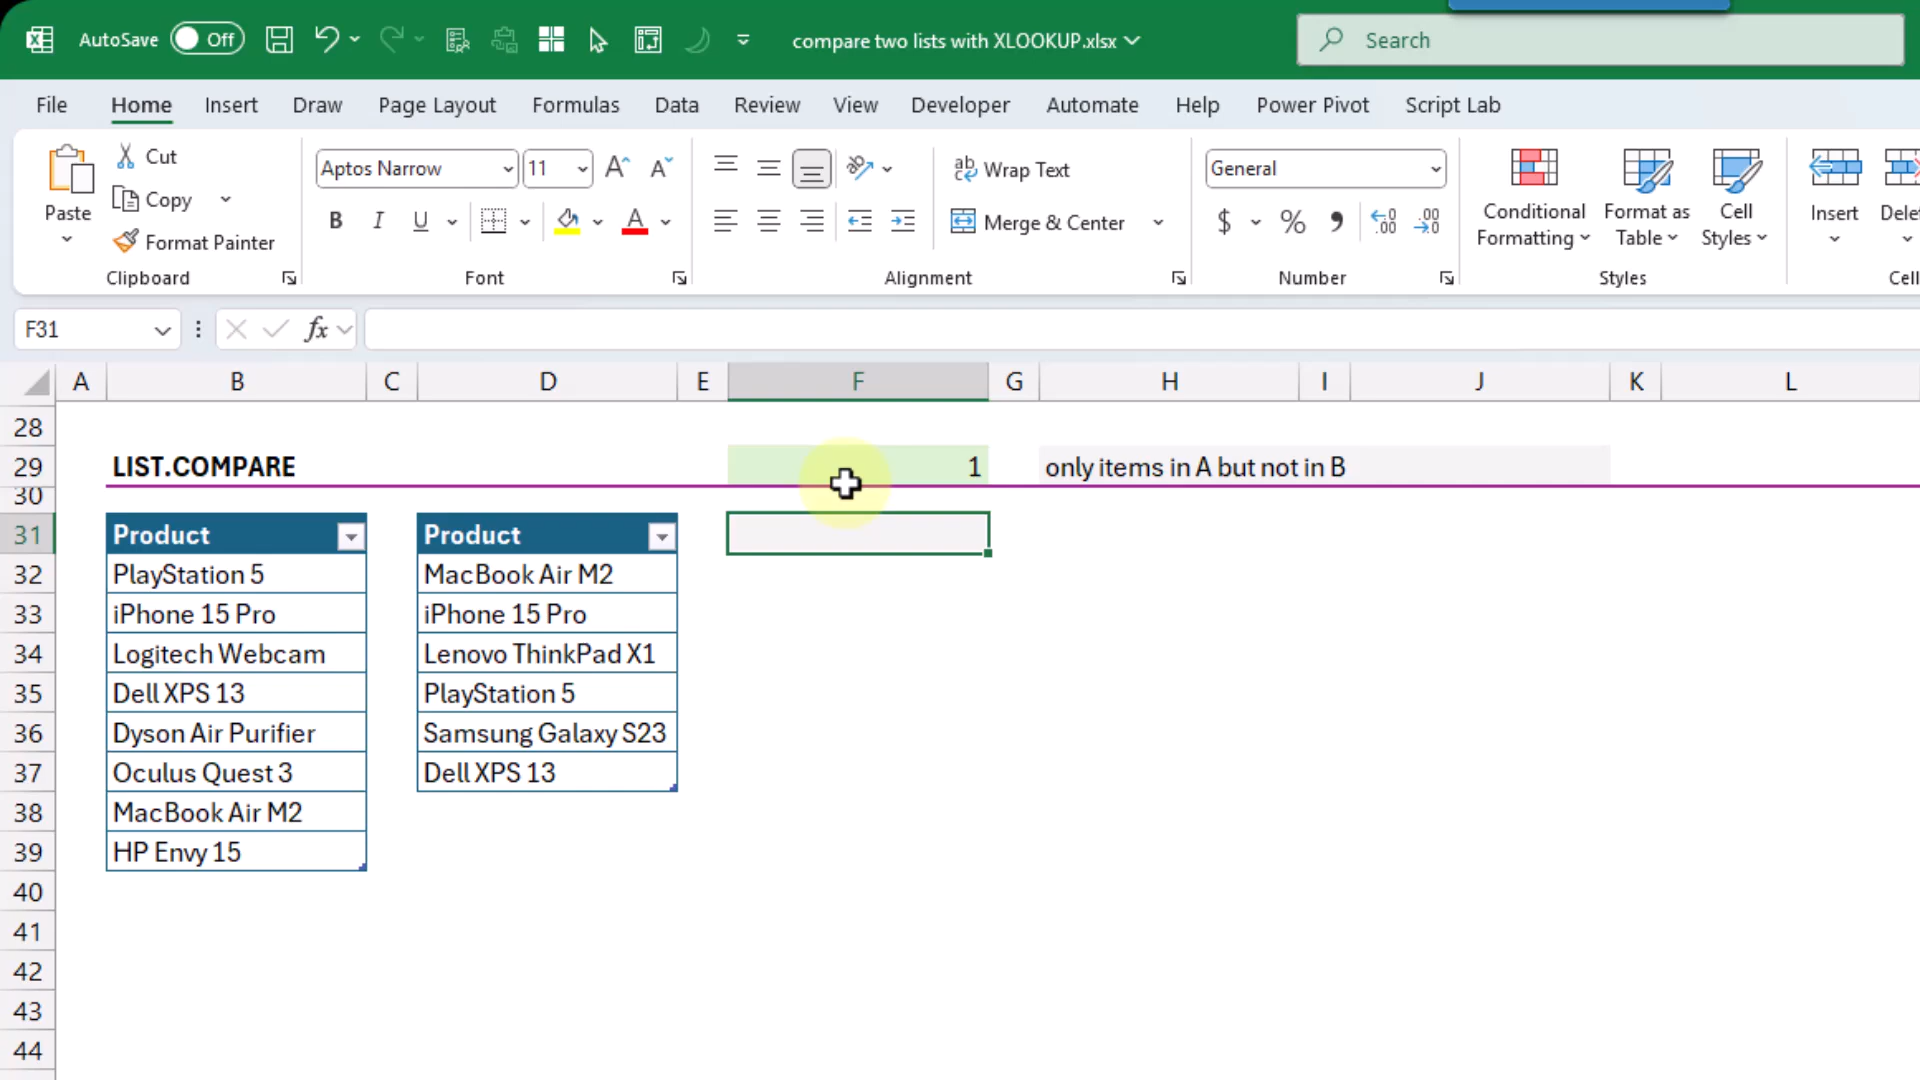 AutoSave Off compare two lists with XLOOKUP.xlsx Search
File Home Insert Draw Page Layout Formulas Data Review View Developer Automate Help Power Pivot Script Lab
Paste
Cut
Copy
Format Painter
Clipboard
Aptos Narrow 11
B I U A
Font
Wrap Text
Merge & Center
Alignment
General
$ % 9 .00
Number
Conditional Formatting
Format as Table
Cell Styles
Styles
Insert
Cell
F31 fx
A B C D E F G H I J K L
28
29 LIST.COMPARE 1 only items in A but not in B
30
31 Product Product
32 PlayStation 5 MacBook Air M2
33 iPhone 15 Pro iPhone 15 Pro
34 Logitech Webcam Lenovo ThinkPad X1
35 Dell XPS 13 PlayStation 5
36 Dyson Air Purifier Samsung Galaxy S23
37 Oculus Quest 3 Dell XPS 13
38 MacBook Air M2
39 HP Envy 15
40
41
42
43
44